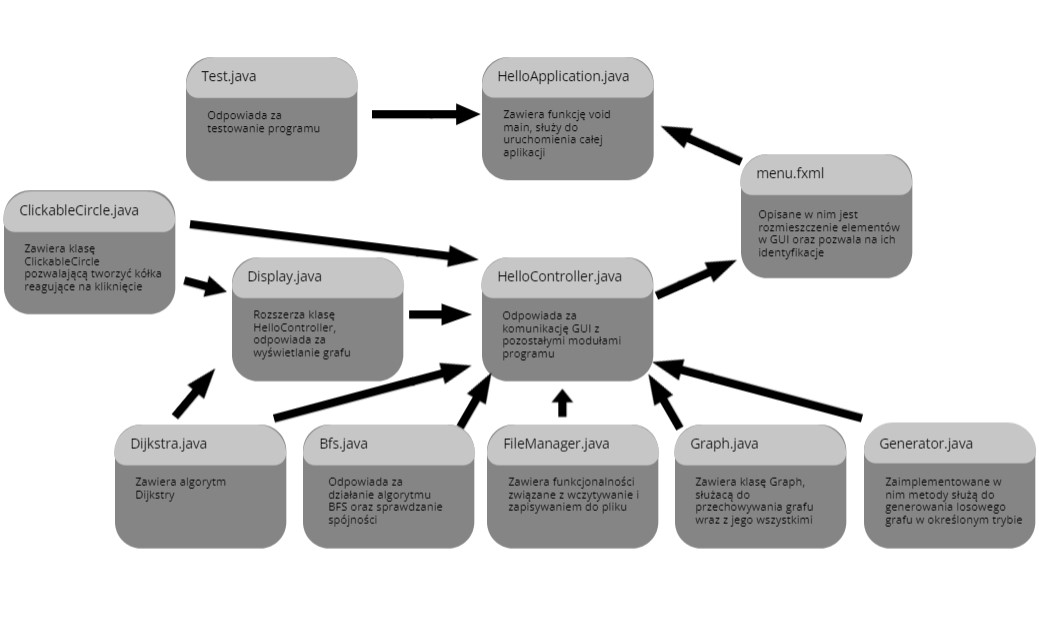 Test.java
Odpowiada za
testowanie programu
HelloApplication.java
Zawiera funkcję void
main, służy do
uruchomienia całej
aplikacji
menu.fxml
Opisane w nim jest
rozmieszczenie elementów
w GUI oraz pozwala na ich
identyfikacje
ClickableCircle.java
Zawiera klasę
ClickableCircle
pozwalającą tworzyć kółka
reagujące na kliknięcie
Display.java
Rozszerza klasę
HelloController,
odpowiada za
wyświetlanie grafu
HelloController.java
Odpowiada za
komunikację GUI z
pozostałymi modułami
programu
Dijkstra.java
Zawiera algorytm
Dijkstry
Bfs.java
Odpowiada za
działanie algorytmu
BFS oraz sprawdzanie
spójności
FileManager.java
Zawiera funkcjonalności
związane z wczytywanie i
zapisywaniem do pliku
Graph.java
Zawiera klasę Graph,
służacą do
przechowywania grafu
wraz z jego wszystkimi
Generator.java
Zaimplementowane w
nim metody służą do
generowania losowego
grafu w określonym trybie